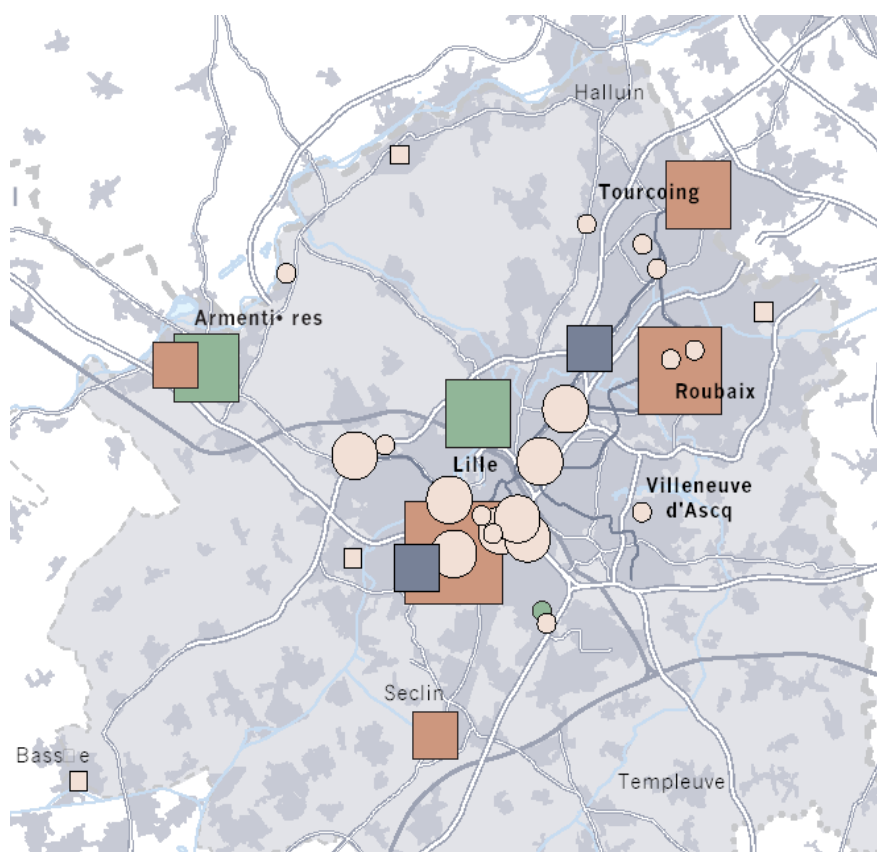 Halluin
Tourcoing
l
Armenti• res
Roubaix
Lille
Villeneuve
d'Ascq
Seclin
Bass□e
Templeuve